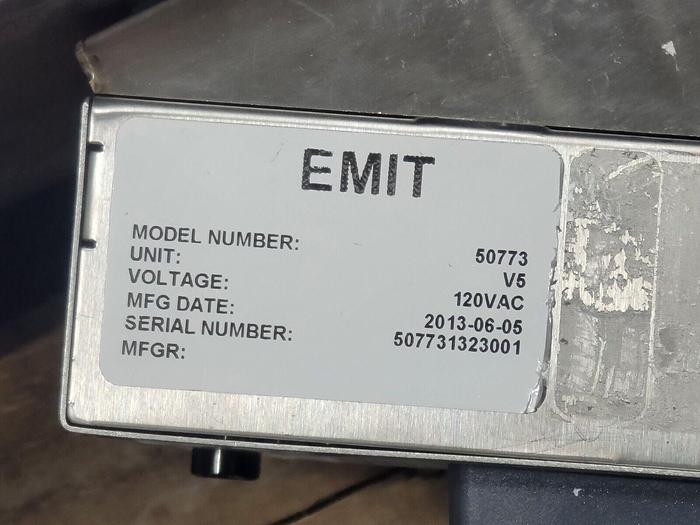 EMIT
MODEL NUMBER: 50773
UNIT: V5
VOLTAGE: 120VAC
MFG DATE: 2013-06-05
SERIAL NUMBER: 507731323001
MFGR: